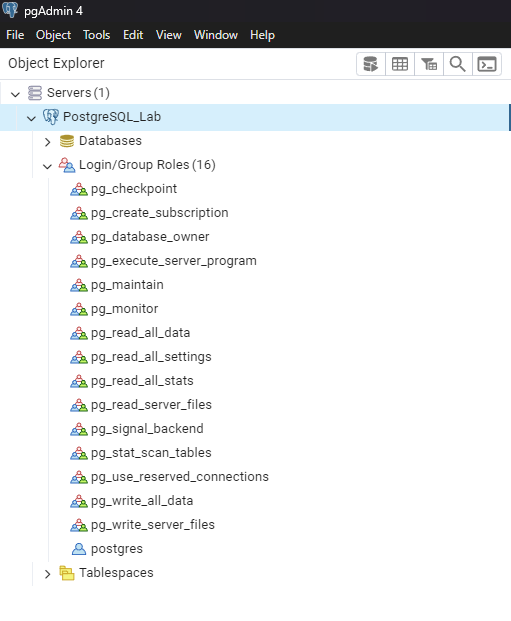 pgAdmin 4
File Object Tools Edit View Window Help
Object Explorer
Servers (1)
PostgreSQL_Lab
Databases
Login/Group Roles (16)
pg_checkpoint
pg_create_subscription
pg_database_owner
pg_execute_server_program
pg_maintain
pg_monitor
pg_read_all_data
pg_read_all_settings
pg_read_all_stats
pg_read_server_files
pg_signal_backend
pg_stat_scan_tables
pg_use_reserved_connections
pg_write_all_data
pg_write_server_files
postgres
Tablespaces